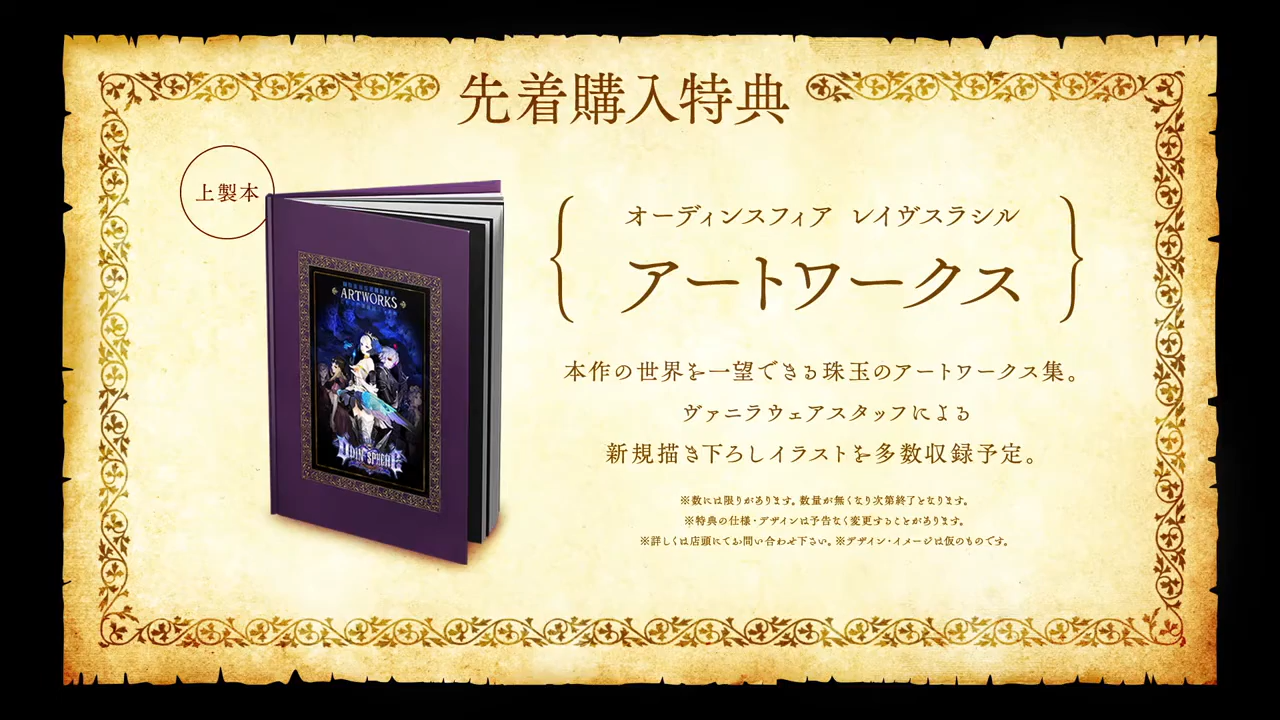 先着購入特典
上製本
ARTWORKS
ODIN SPHERE
オーディンスフィア レイヴスラシル
アートワークス
本作の世界を一望できる珠玉のアートワークス集。
ヴァニラウェアスタッフによる
新規描き下ろしイラストを多数収録予定。
※数には限りがあります。数量が無くなり次第終了となります。
※特典の仕様・デザインは予告なく変更することがあります。
※詳しくは店頭にてお問い合わせ下さい。※デザイン・イメージは仮のものです。